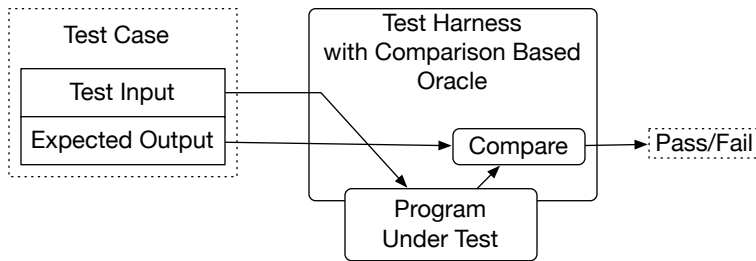 Test Case
Test Input
Expected Output
Test Harness
with Comparison Based
Oracle
Compare
Pass/Fail
Program
Under Test